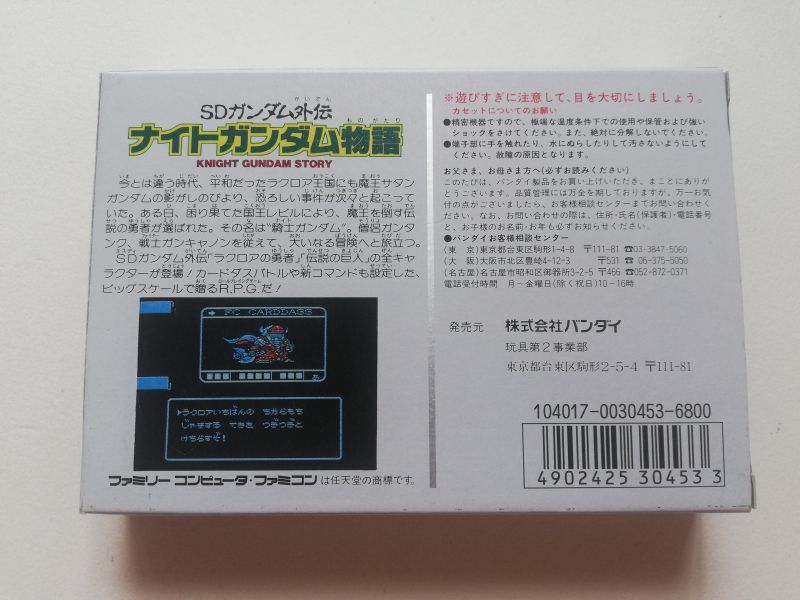 SDガンダム外伝
ナイトガンダム物語
KNIGHT GUNDAM STORY
今とは違う時代、平和だったラクロア王国にも魔王サタン
ガンダムの影がしのびより、恐ろしい事件が次々と起こって
いた。ある日、困り果てた国王レビルにより、魔王を倒す伝
説の勇者が選ばれた。その名は"騎士ガンダム"。僧侶ガンタン
ク、戦士ガンキャノンを従えて、大いなる冒険へと旅立つ。
SDガンダム外伝「ラクロアの勇者」「伝説の巨人」の全キャ
ラクターが登場!カードダスバトルや新コマンドも設定した、
ビッグスケールで贈るR.P.G.だ!
→ FC CARDDASS
▶ラクロアいちばんの ちからもち
じゃまする てきを つぎつぎと
けちらすぞ!
ファミリー コンピュータ・ファミコンは任天堂の商標です。
※遊びすぎに注意して、目を大切にしましょう。
カセットについてのお願い
●精密機器ですので、極端な温度条件下での使用や保管および強い
ショックをさけてください。また、絶対に分解しないでください。
●端子部に手を触れたり、水にぬらしたりして汚さないようにして
ください。故障の原因となります。
お父さま、お母さま方へ(必ずお読みください)
このたびは、バンダイ製品をお買い上げいただき、まことにありが
とうございます。品質管理には万全を期しておりますが、万一お気
付の点がございましたら、お客様相談センターまでお問い合わせく
ださい。なお、お問い合わせの際は、住所・氏名(保護者)・電話番号
と、お子様のお名前・お年も必ずお知らせください。
●バンダイお客様相談センター
(東 京)東京都台東区駒形1-4-8 〒111-81 ☎03-3847-5060
(大 阪)大阪市北区豊崎4-12-3 〒531 ☎06-375-5050
(名古屋)名古屋市昭和区御器所3-2-5 〒466 ☎052-872-0371
電話受付時間 月~金曜日(除く祝日)10~16時
発売元 株式会社バンダイ
玩具第2事業部
東京都台東区駒形2-5-4 〒111-81
104017-0030453-6800
4902425304533